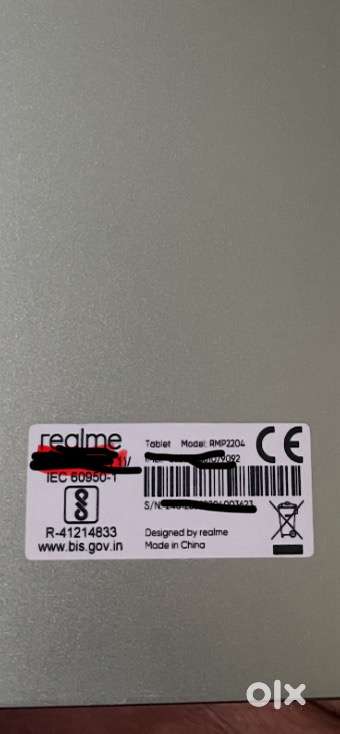 realme
IEC 60950-1
R-41214833
www.bis.gov.in
Tablet Model: RMP2204
S/N:
Designed by realme
Made in China
CE
olx